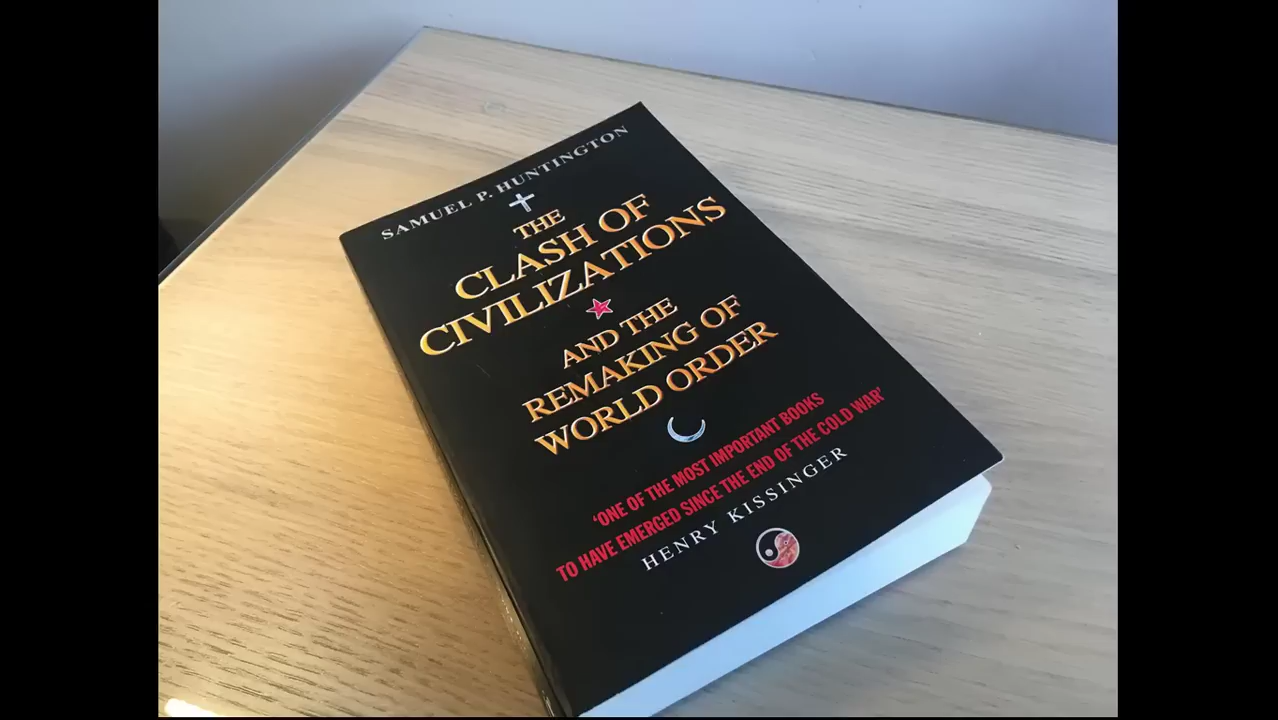 SAMUEL P. HUNTINGTON
THE
CLASH OF
CIVILIZATIONS
AND THE
REMAKING OF
WORLD ORDER
'ONE OF THE MOST IMPORTANT BOOKS
TO HAVE EMERGED SINCE THE END OF THE COLD WAR'
HENRY KISSINGER